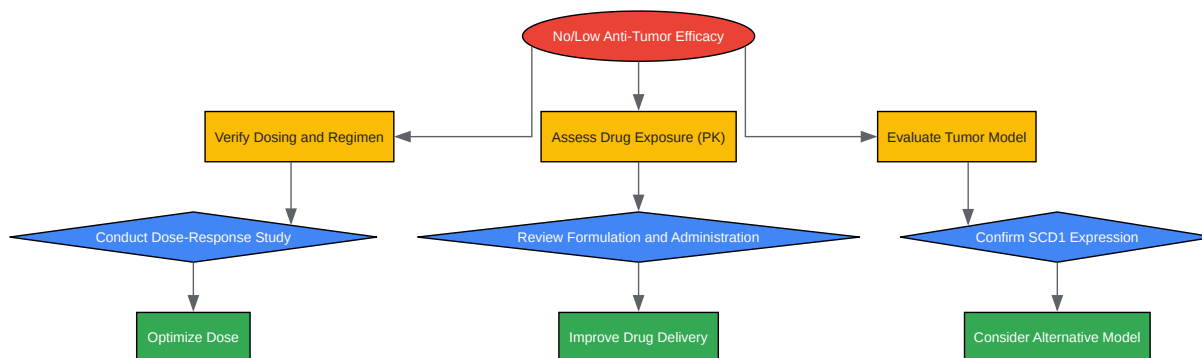 No/Low Anti-Tumor Efficacy
Verify Dosing and Regimen
Assess Drug Exposure (PK)
Evaluate Tumor Model
Conduct Dose-Response Study
Review Formulation and Administration
Confirm SCD1 Expression
Optimize Dose
Improve Drug Delivery
Consider Alternative Model